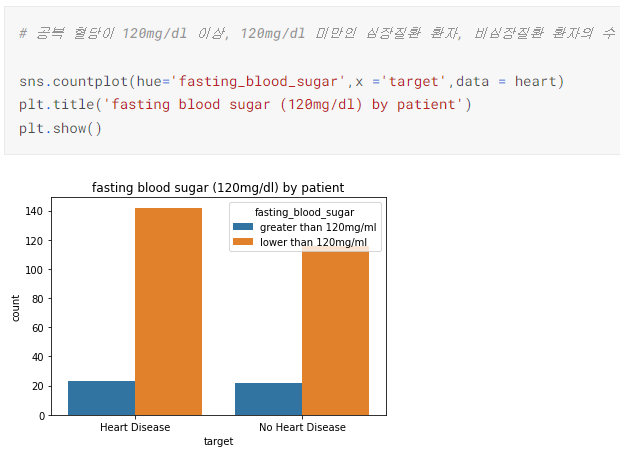 # 공복 혈당이 120mg/dl 이상, 120mg/dl 미만인 심장질환 환자, 비심장질환 환자의 수
sns.countplot(hue='fasting_blood_sugar',x ='target',data = heart)
plt.title('fasting blood sugar (120mg/dl) by patient')
plt.show()
fasting blood sugar (120mg/dl) by patient
fasting_blood_sugar
greater than 120mg/ml
lower than 120mg/ml
140
120
100
80
60
40
20
0
count
Heart Disease
No Heart Disease
target